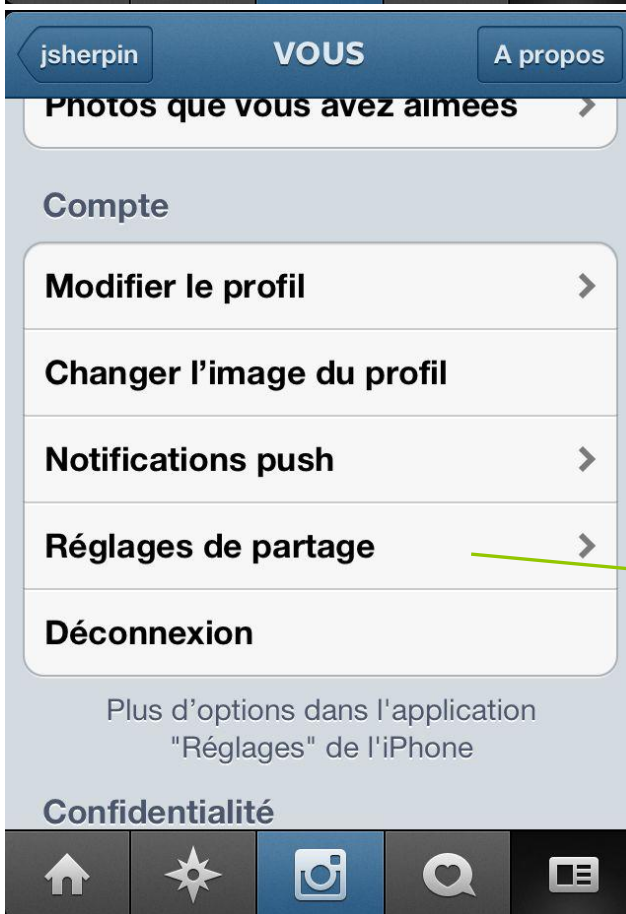 jsherpin
VOUS
A propos
Photos que vous avez aimées
Compte
Modifier le profil
Changer l’image du profil
Notifications push
Réglages de partage
Déconnexion
Plus d’options dans l'application
"Réglages" de l'iPhone
Confidentialité